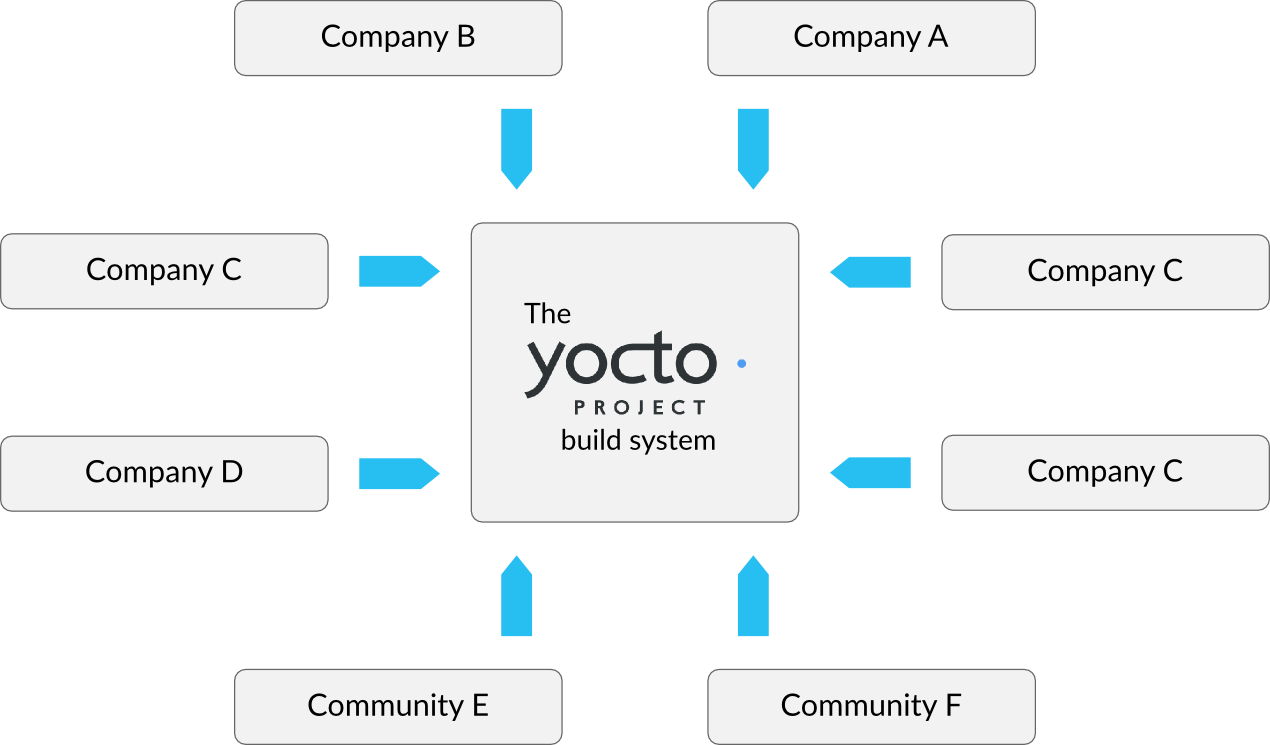 Company B
Company A
Company C
Company C
The
yocto
PROJECT
build system
Company D
Company C
Community E
Community F